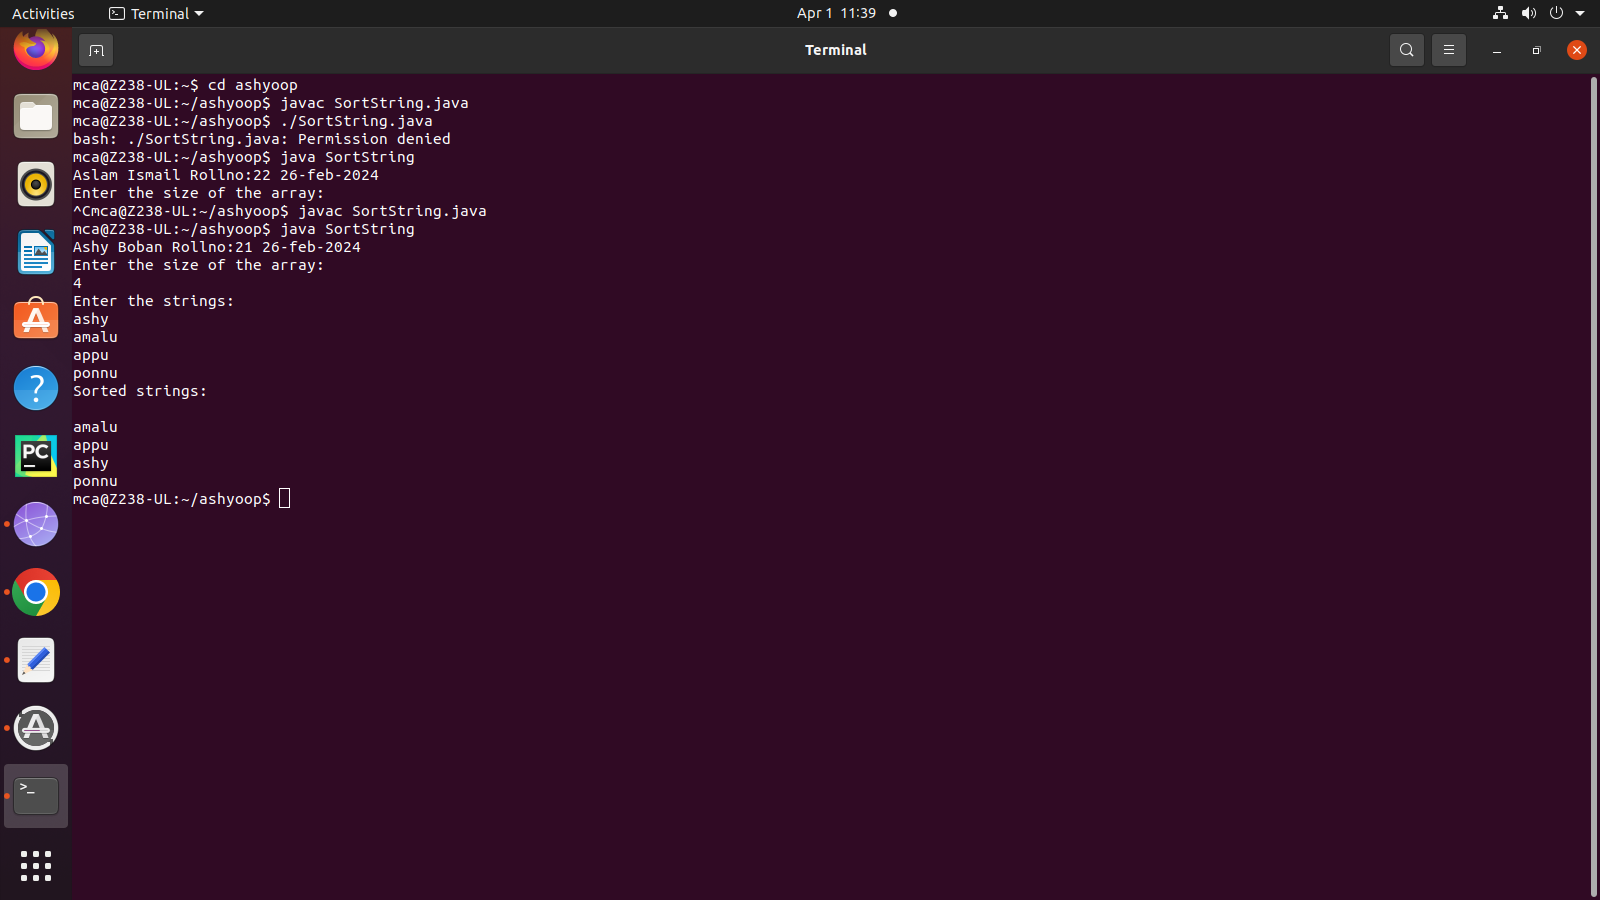 Activities Terminal Apr 1 11:39
Terminal
mca@Z238-UL:~$ cd ashyoop
mca@Z238-UL:~/ashyoop$ javac SortString.java
mca@Z238-UL:~/ashyoop$ ./SortString.java
bash: ./SortString.java: Permission denied
mca@Z238-UL:~/ashyoop$ java SortString
Aslam Ismail Rollno:22 26-feb-2024
Enter the size of the array:
^Cmca@Z238-UL:~/ashyoop$ javac SortString.java
mca@Z238-UL:~/ashyoop$ java SortString
Ashy Boban Rollno:21 26-feb-2024
Enter the size of the array:
4
Enter the strings:
ashy
amalu
appu
ponnu
Sorted strings:
amalu
appu
ashy
ponnu
mca@Z238-UL:~/ashyoop$
PC